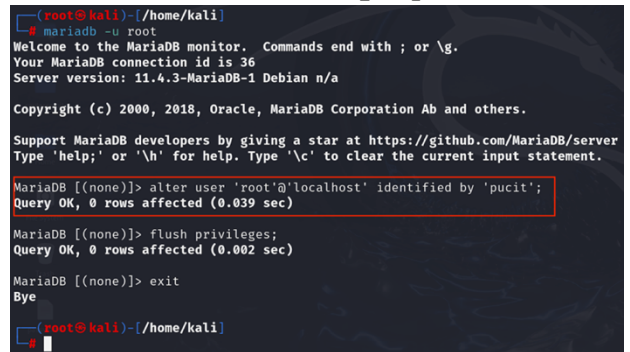 ┌──(root㉿kali)-[/home/kali]
└─# mariadb -u root
Welcome to the MariaDB monitor.  Commands end with ; or \g.
Your MariaDB connection id is 36
Server version: 11.4.3-MariaDB-1 Debian n/a
Copyright (c) 2000, 2018, Oracle, MariaDB Corporation Ab and others.
Support MariaDB developers by giving a star at https://github.com/MariaDB/server
Type 'help;' or '\h' for help. Type '\c' to clear the current input statement.
MariaDB [(none)]> alter user 'root'@'localhost' identified by 'pucit';
Query OK, 0 rows affected (0.039 sec)
MariaDB [(none)]> flush privileges;
Query OK, 0 rows affected (0.002 sec)
MariaDB [(none)]> exit
Bye
┌──(root㉿kali)-[/home/kali]
└─#